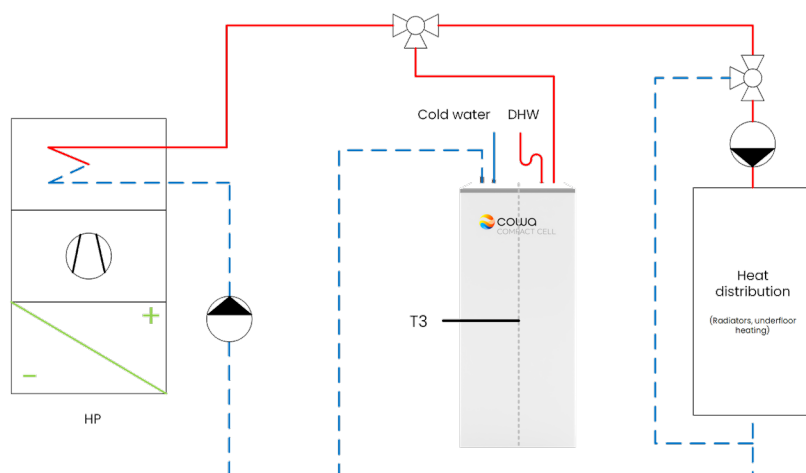 Cold water
DHW
cowa
COMPACT CELL
T3
Heat
distribution
(Radiators, underfloor
heating)
+
-
HP